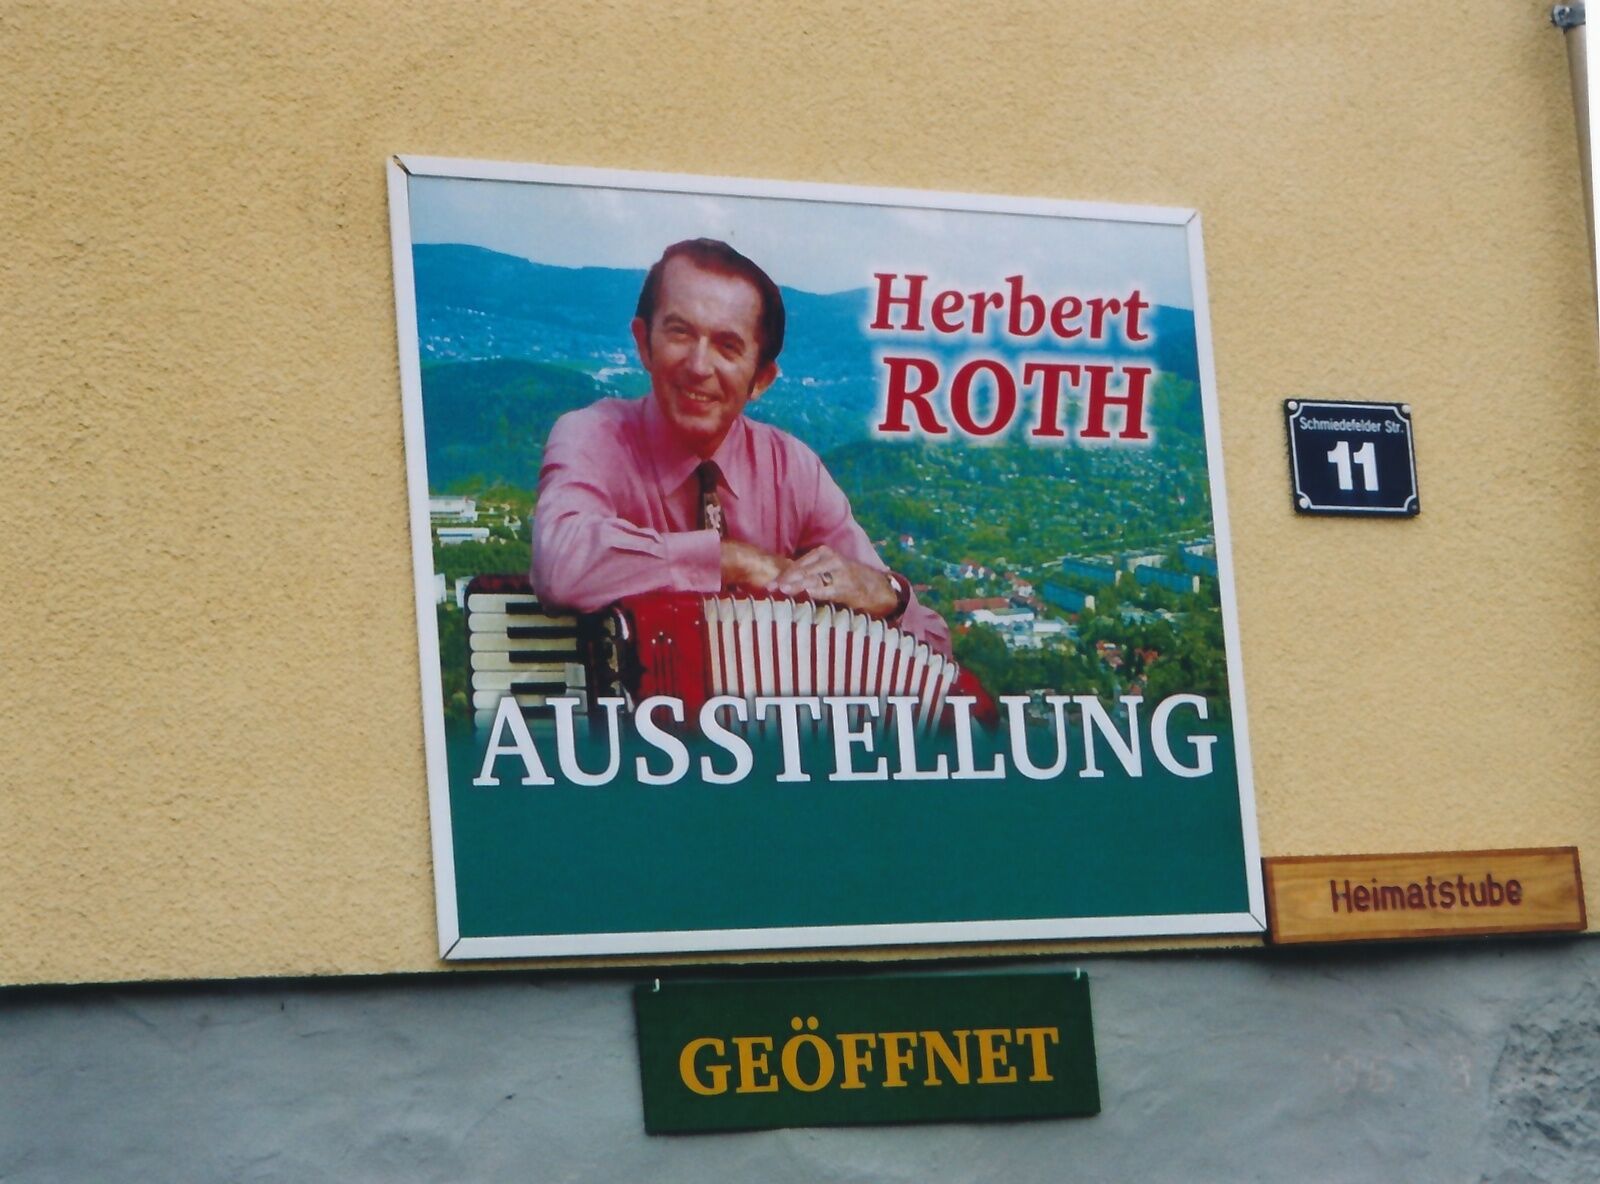 Herbert
ROTH
AUSSTELLUNG
Schmiedefelder Str.
11
Heimatstube
GEÖFFNET